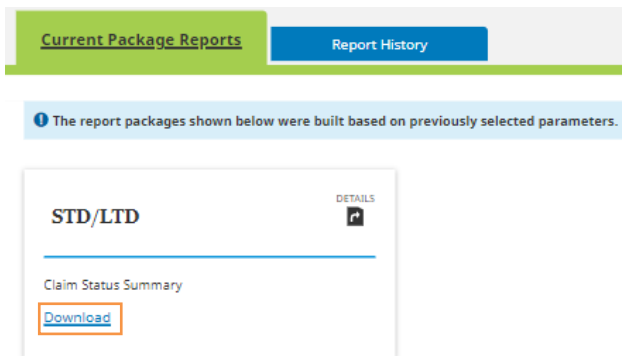 Current Package Reports
Report History
The report packages shown below were built based on previously selected parameters.
DETAILS
STD/LTD
Claim Status Summary
Download